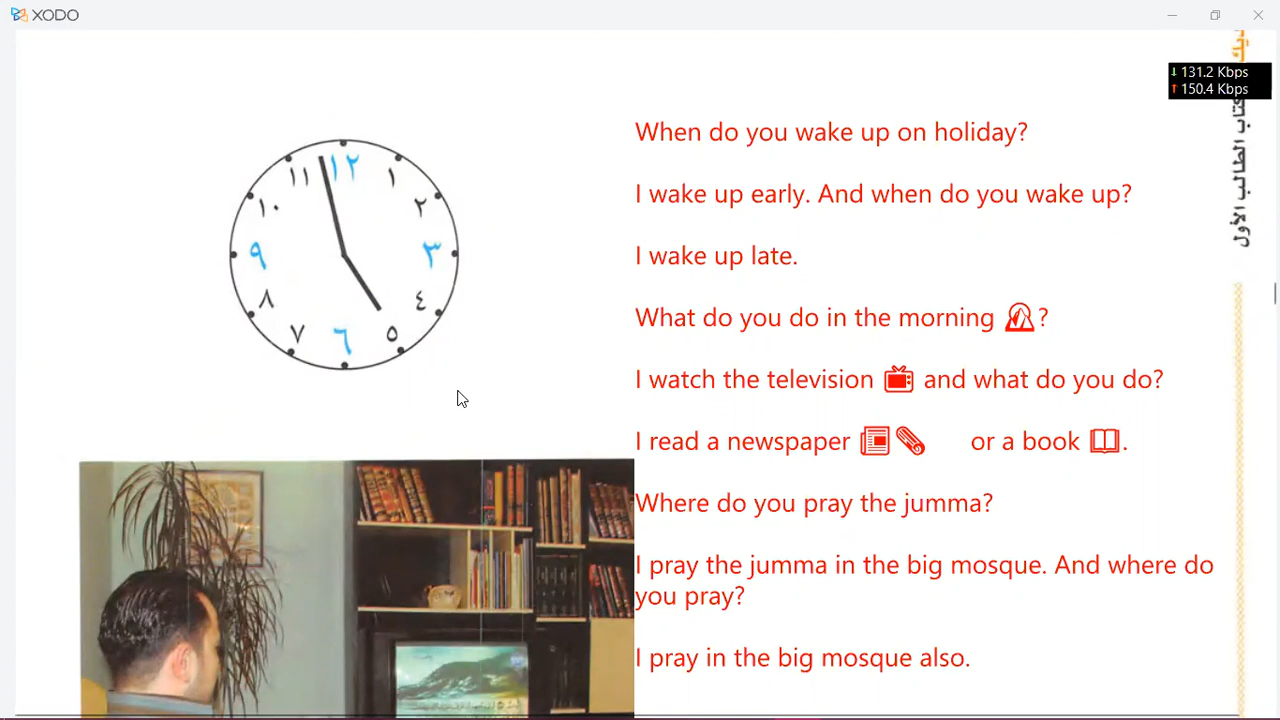 XODO
↓ 131.2 Kbps
↑ 150.4 Kbps
كتاب الطالب الأول
١٢
١
٢
٣
٤
٥
٦
٧
٨
٩
١٠
١١
When do you wake up on holiday?
I wake up early. And when do you wake up?
I wake up late.
What do you do in the morning ?
I watch the television and what do you do?
I read a newspaper or a book .
Where do you pray the jumma?
I pray the jumma in the big mosque. And where do
you pray?
I pray in the big mosque also.